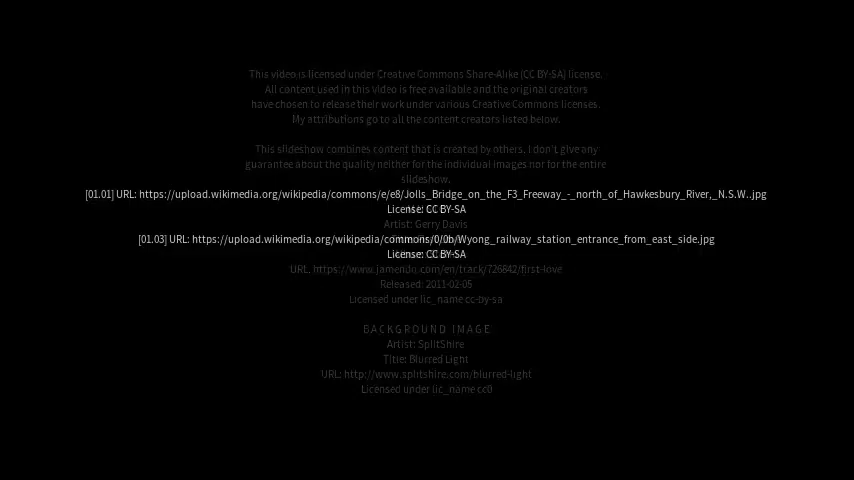 This video is licensed under Creative Commons Share-Alike (CC BY-SA) license.
All content used in this video is free available and the original creators
have chosen to release their work under various Creative Commons licenses.
My attributions go to all the content creators listed below.
This slideshow combines content that is created by others, I don't give any
guarantee about the quality neither for the individual images nor for the entire
slideshow.
[01.01] URL: https://upload.wikimedia.org/wikipedia/commons/e/e8/Jolls_Bridge_on_the_F3_Freeway_-_north_of_Hawkesbury_River,_N.S.W..jpg
License: CC BY-SA
Artist: Gerry Davis
[01.03] URL: https://upload.wikimedia.org/wikipedia/commons/0/0b/Wyong_railway_station_entrance_from_east_side.jpg
License: CC BY-SA
URL: https://www.jamendo.com/en/track/726842/first-love
Released: 2011-02-05
Licensed under lic_name cc-by-sa
BACKGROUND IMAGE
Artist: SplitShire
Title: Blurred Light
URL: http://www.splitshire.com/blurred-light
Licensed under lic_name cc0